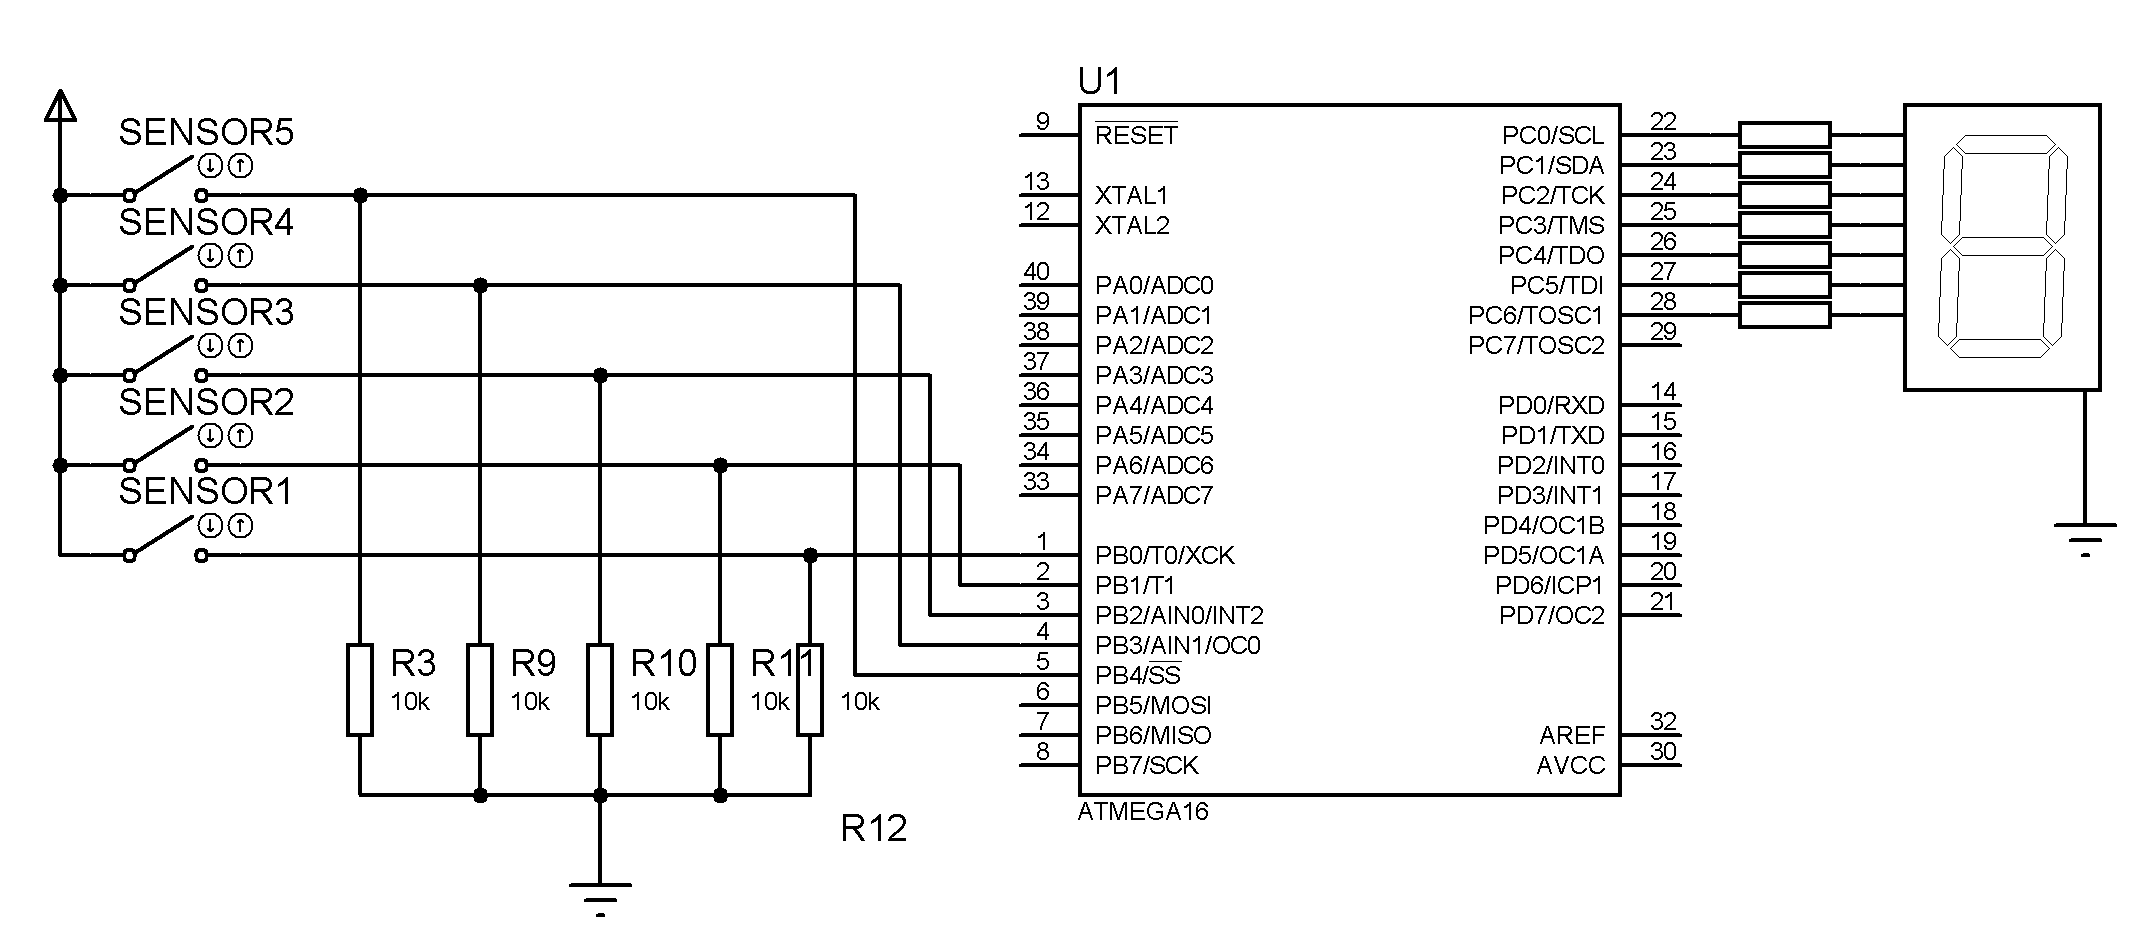 U1
SENSOR5
SENSOR4
SENSOR3
SENSOR2
SENSOR1
R3
10k
R9
10k
R10
10k
R11
10k
10k
R12
9 RESET
13 XTAL1
12 XTAL2
40 PA0/ADC0
39 PA1/ADC1
38 PA2/ADC2
37 PA3/ADC3
36 PA4/ADC4
35 PA5/ADC5
34 PA6/ADC6
33 PA7/ADC7
1 PB0/T0/XCK
2 PB1/T1
3 PB2/AIN0/INT2
4 PB3/AIN1/OC0
5 PB4/SS
6 PB5/MOSI
7 PB6/MISO
8 PB7/SCK
PC0/SCL 22
PC1/SDA 23
PC2/TCK 24
PC3/TMS 25
PC4/TDO 26
PC5/TDI 27
PC6/TOSC1 28
PC7/TOSC2 29
PD0/RXD 14
PD1/TXD 15
PD2/INT0 16
PD3/INT1 17
PD4/OC1B 18
PD5/OC1A 19
PD6/ICP1 20
PD7/OC2 21
AREF 32
AVCC 30
ATMEGA16